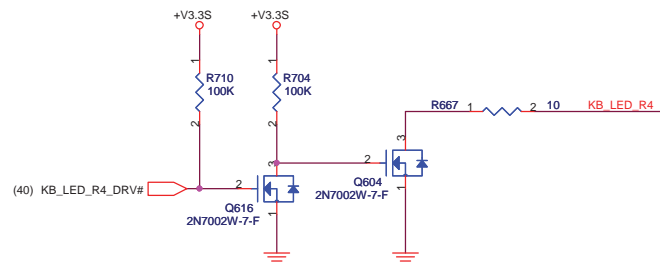 +V3.3S +V3.3S
1 1
R710 R704
100K 100K
R667 1 2 10 KB_LED_R4
2 2
3 3
(40) KB_LED_R4_DRV# 2 2
Q604
2N7002W-7-F
1 1
Q616
2N7002W-7-F